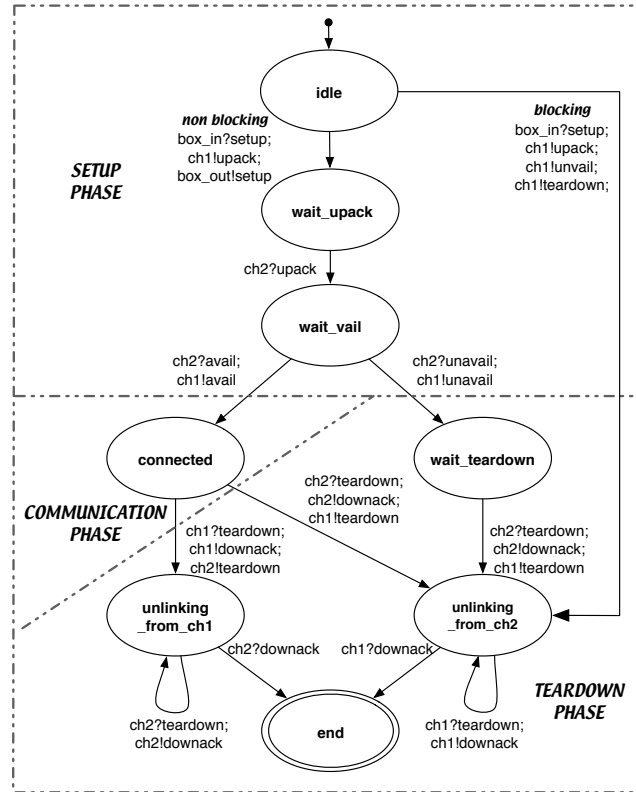 idle
non blocking
box_in?setup;
ch1!upack;
box_out!setup
blocking
box_in?setup;
ch1!upack;
ch1!unvail;
ch1!teardown;
SETUP
PHASE
wait_upack
ch2?upack
wait_vail
ch2?avail;
ch1!avail
ch2?unavail;
ch1!unavail
connected
wait_teardown
COMMUNICATION
PHASE
ch2?teardown;
ch2!downack;
ch1!teardown
ch1?teardown;
ch1!downack;
ch2!teardown
ch2?teardown;
ch2!downack;
ch1!teardown
unlinking
_from_ch1
unlinking
_from_ch2
ch2?downack
ch1?downack
TEARDOWN
PHASE
ch2?teardown;
ch2!downack
end
ch1?teardown;
ch1!downack